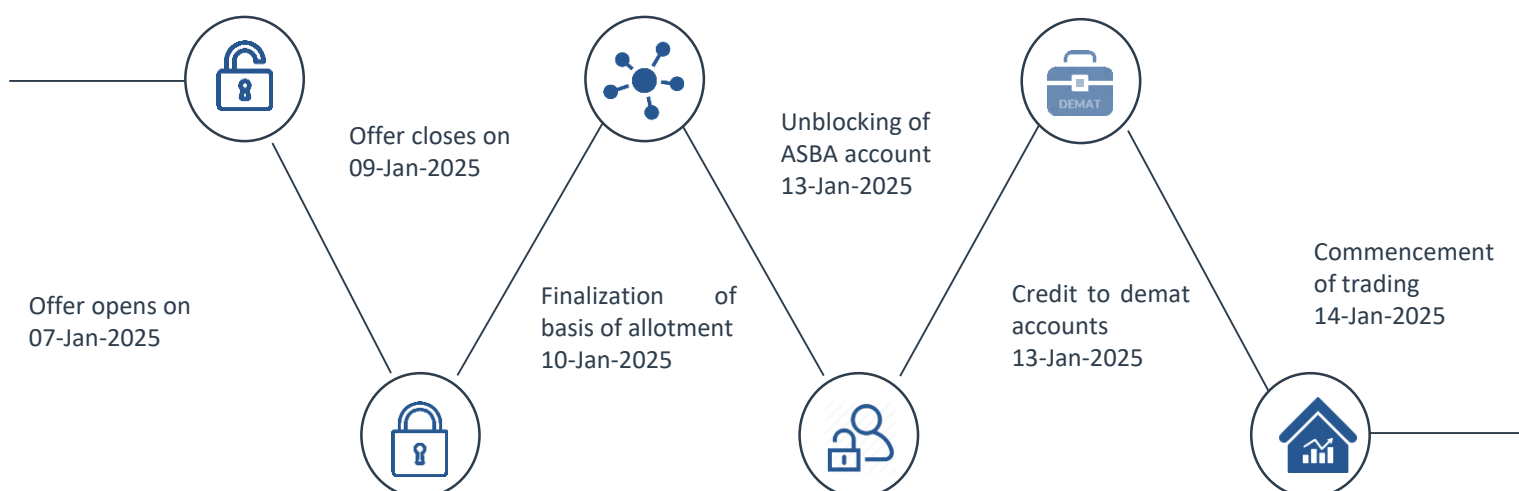 Offer opens on
07-Jan-2025
Offer closes on
09-Jan-2025
Finalization of
basis of allotment
10-Jan-2025
Unblocking of
ASBA account
13-Jan-2025
DEMAT
Credit to demat
accounts
13-Jan-2025
Commencement
of trading
14-Jan-2025